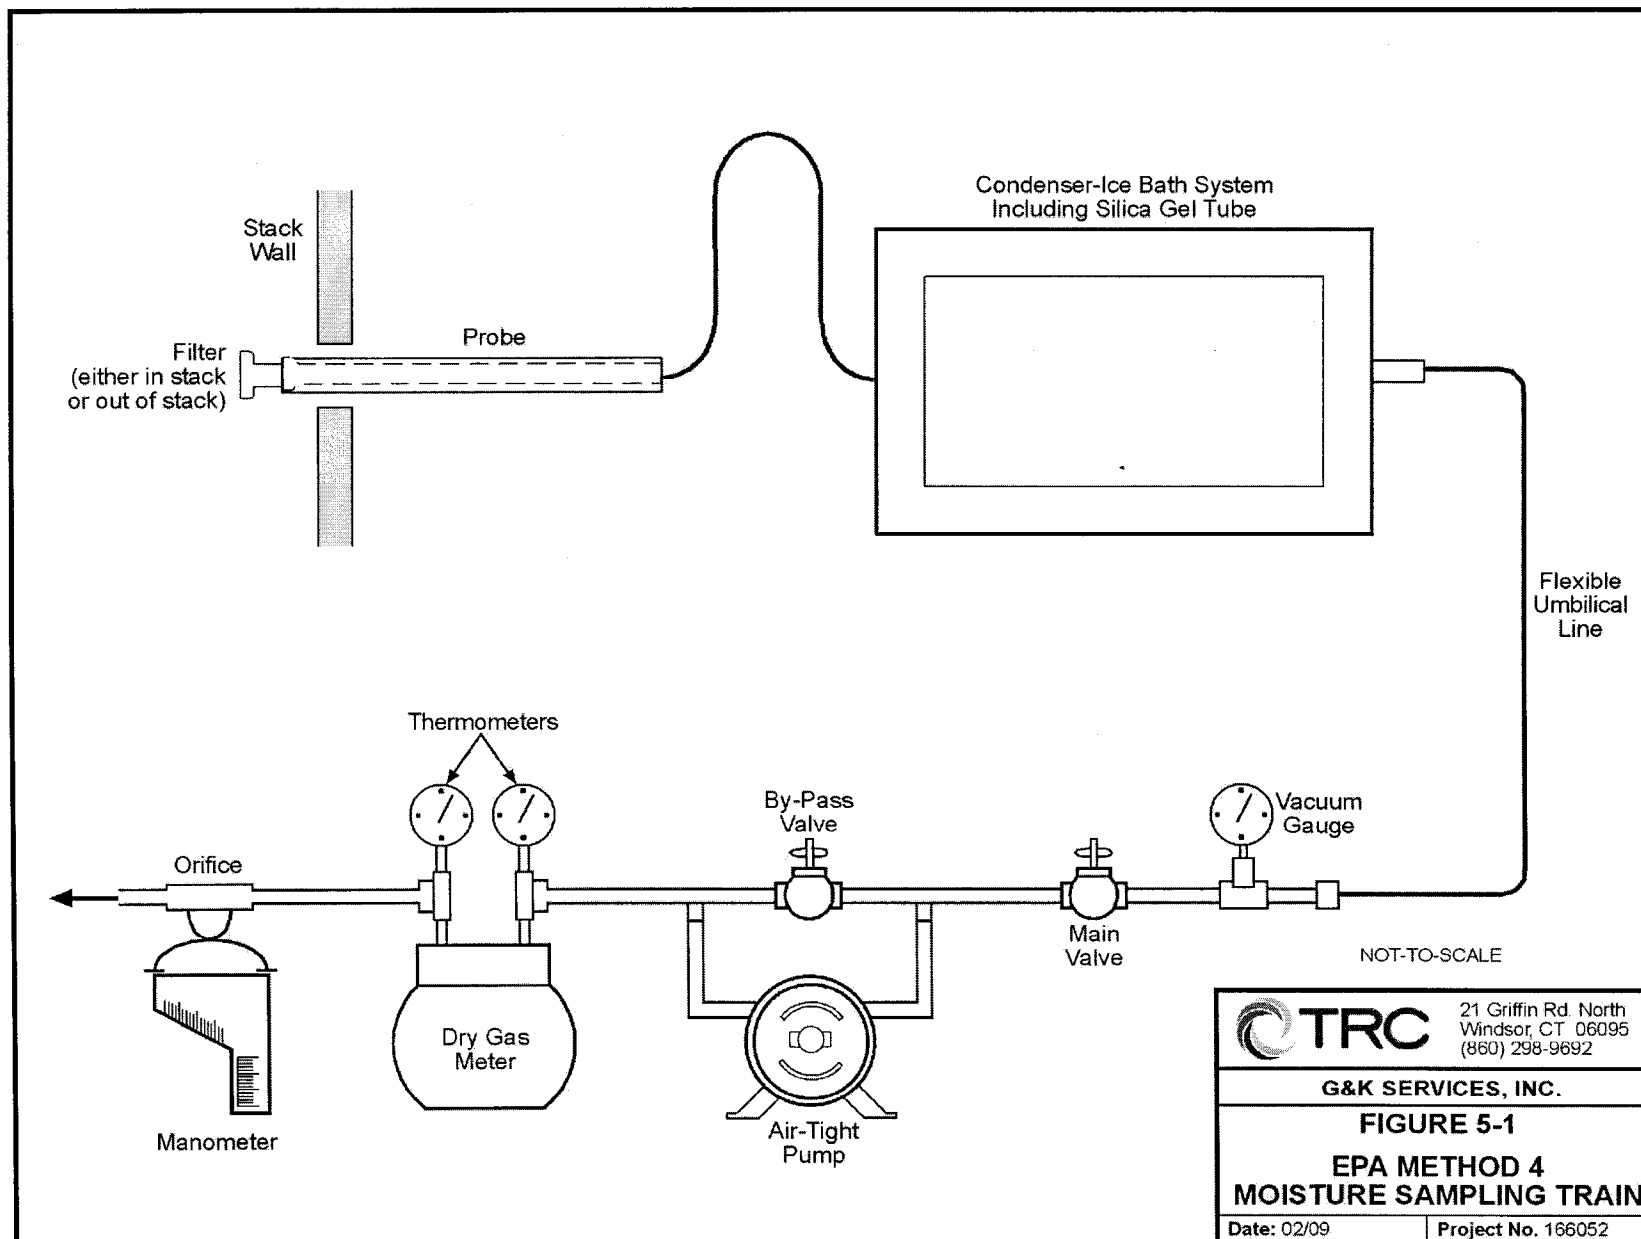 Condenser-Ice Bath System
Including Silica Gel Tube
Stack
Wall
Probe
Filter
(either in stack
or out of stack)
Flexible
Umbilical
Line
Thermometers
By-Pass
Valve
Vacuum
Gauge
Orifice
Main
Valve
NOT-TO-SCALE
Dry Gas
Meter
Manometer
Air-Tight
Pump
TRC
21 Griffin Rd. North
Windsor, CT 06095
(860) 298-9692
G&K SERVICES, INC.
FIGURE 5-1
EPA METHOD 4
MOISTURE SAMPLING TRAIN
Date: 02/09
Project No. 166052